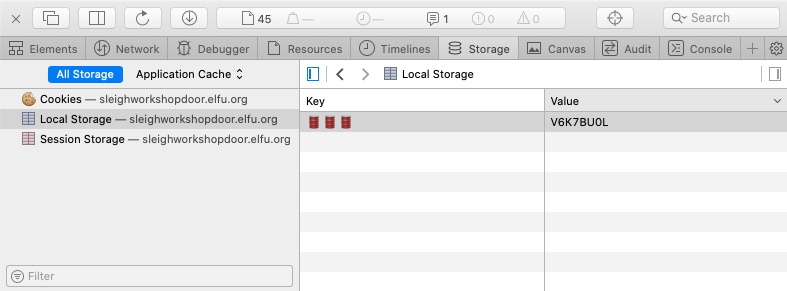 45 — — 1 0 0 Search
Elements Network Debugger Resources Timelines Storage Canvas Audit Console
All Storage Application Cache Local Storage
Cookies — sleighworkshopdoor.elfu.org
Local Storage — sleighworkshopdoor.elfu.org
Session Storage — sleighworkshopdoor.elfu.org
Filter
Key Value
🛢🛢🛢 V6K7BU0L